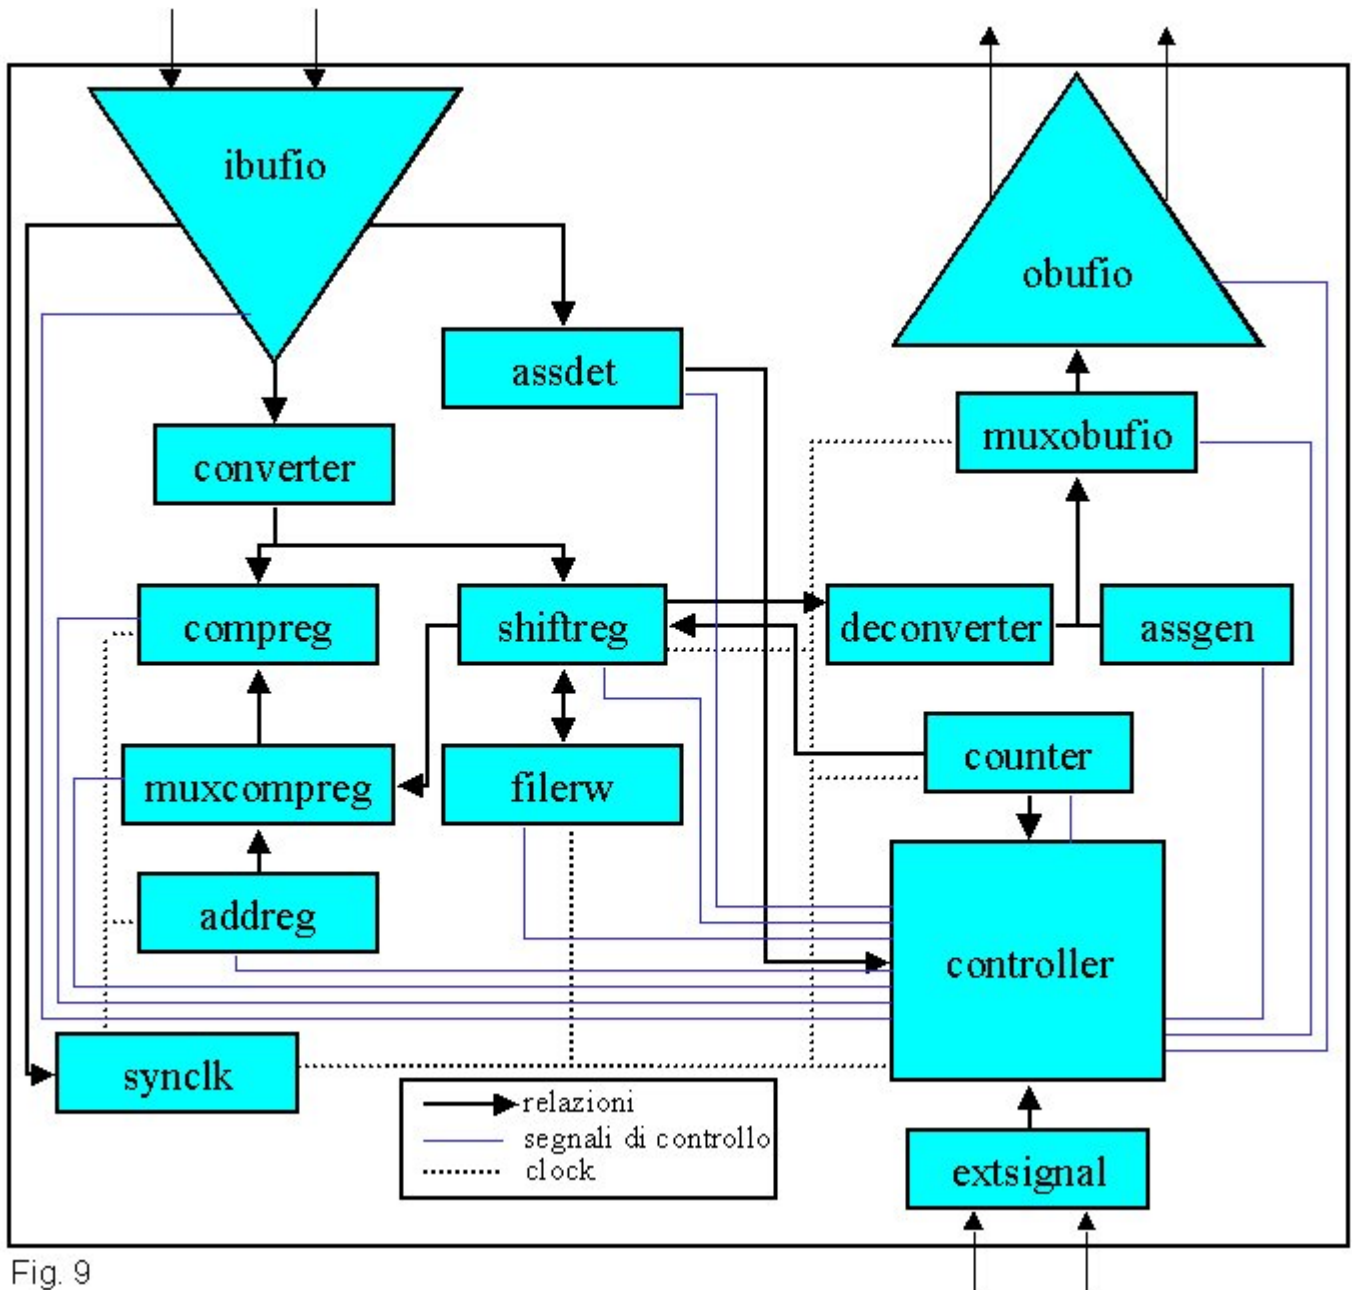 ibufio
obufio
assdet
muxobufio
converter
compreg
shiftreg
deconverter
assgen
muxcompreg
filerw
counter
addreg
controller
synclk
relazioni
segnali di controllo
clock
extsignal
Fig. 9